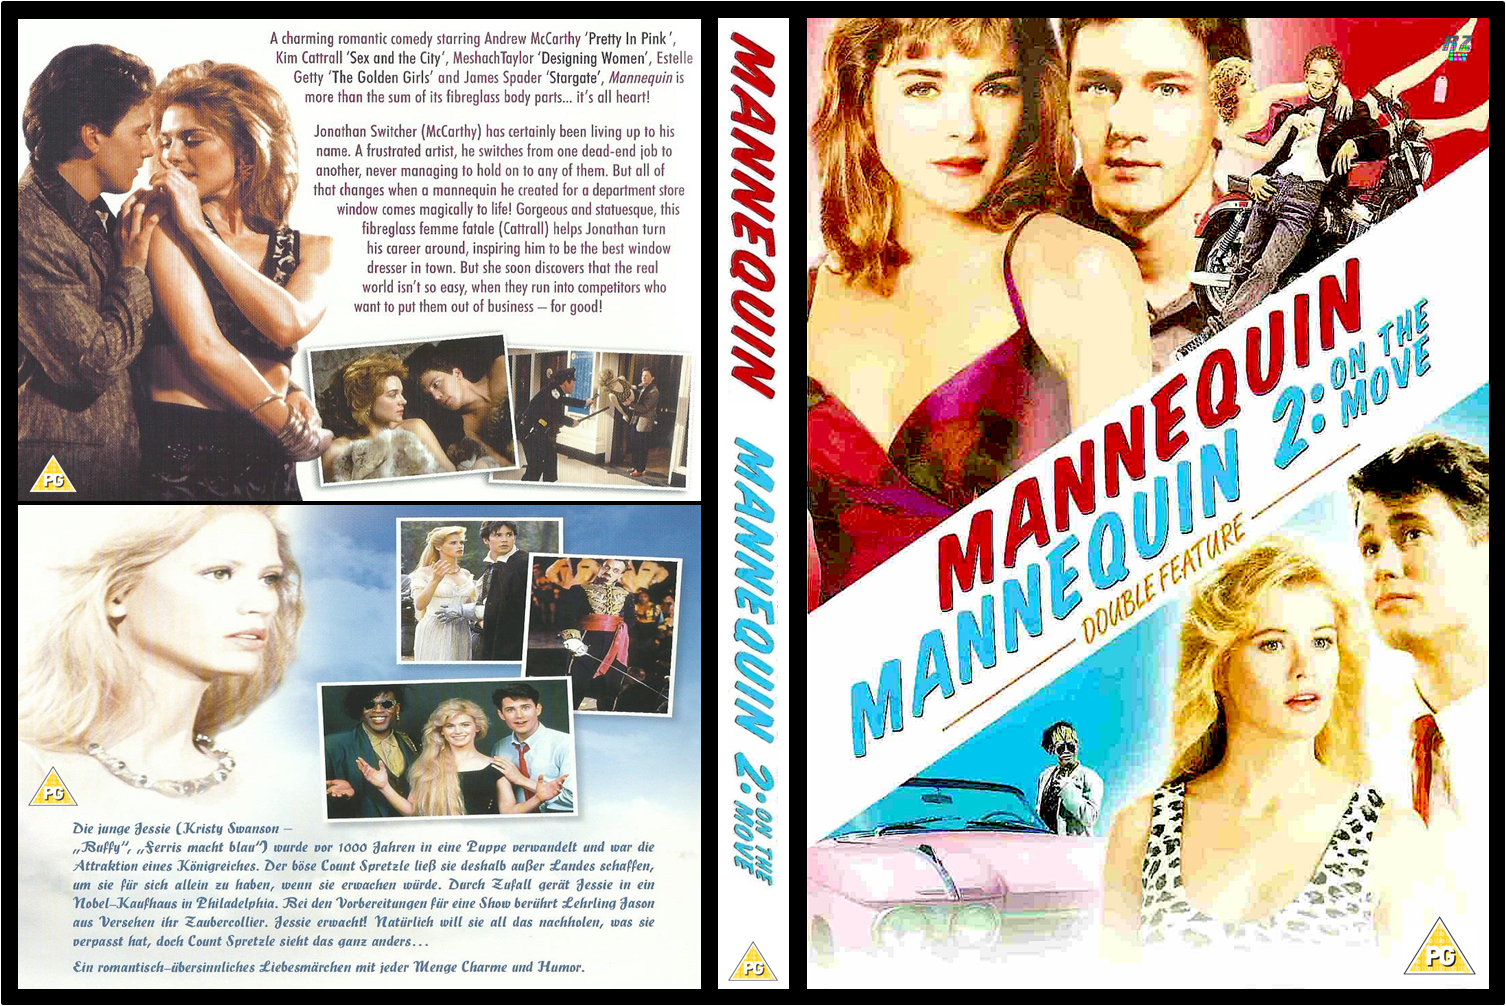 A charming romantic comedy starring Andrew McCarthy 'Pretty In Pink',
Kim Cattrall 'Sex and the City', MeshachTaylor 'Designing Women', Estelle
Getty 'The Golden Girls' and James Spader 'Stargate', Mannequin is
more than the sum of its fibreglass body parts... it's all heart!
Jonathan Switcher (McCarthy) has certainly been living up to his
name. A frustrated artist, he switches from one dead-end job to
another, never managing to hold on to any of them. But all of
that changes when a mannequin he created for a department store
window comes magically to life! Gorgeous and statuesque, this
fibreglass femme fatale (Cattrall) helps Jonathan turn
his career around, inspiring him to be the best window
dresser in town. But she soon discovers that the real
world isn't so easy, when they run into competitors who
want to put them out of business – for good!
PG
PG
Die junge Jessie (Kristy Swanson –
„Buffy“, „Ferris macht blau“) wurde vor 1000 Jahren in eine Puppe verwandelt und war die
Attraktion eines Königreiches. Der böse Count Spretzle ließ sie deshalb außer Landes schaffen,
um sie für sich allein zu haben, wenn sie erwachen würde. Durch Zufall gerät Jessie in ein
Nobel-Kaufhaus in Philadelphia. Bei den Vorbereitungen für eine Show berührt Lehrling Jason
aus Versehen ihr Zaubercollier. Jessie erwacht! Natürlich will sie all das nachholen, was sie
verpasst hat, doch Count Spretzle sieht das ganz anders...
Ein romantisch-übersinnliches Liebesmärchen mit jeder Menge Charme und Humor.
MANNEQUIN
MANNEQUIN 2: ON THE
MOVE
PG
RZ
MANNEQUIN
MANNEQUIN 2: ON THE
MOVE
DOUBLE FEATURE
PG